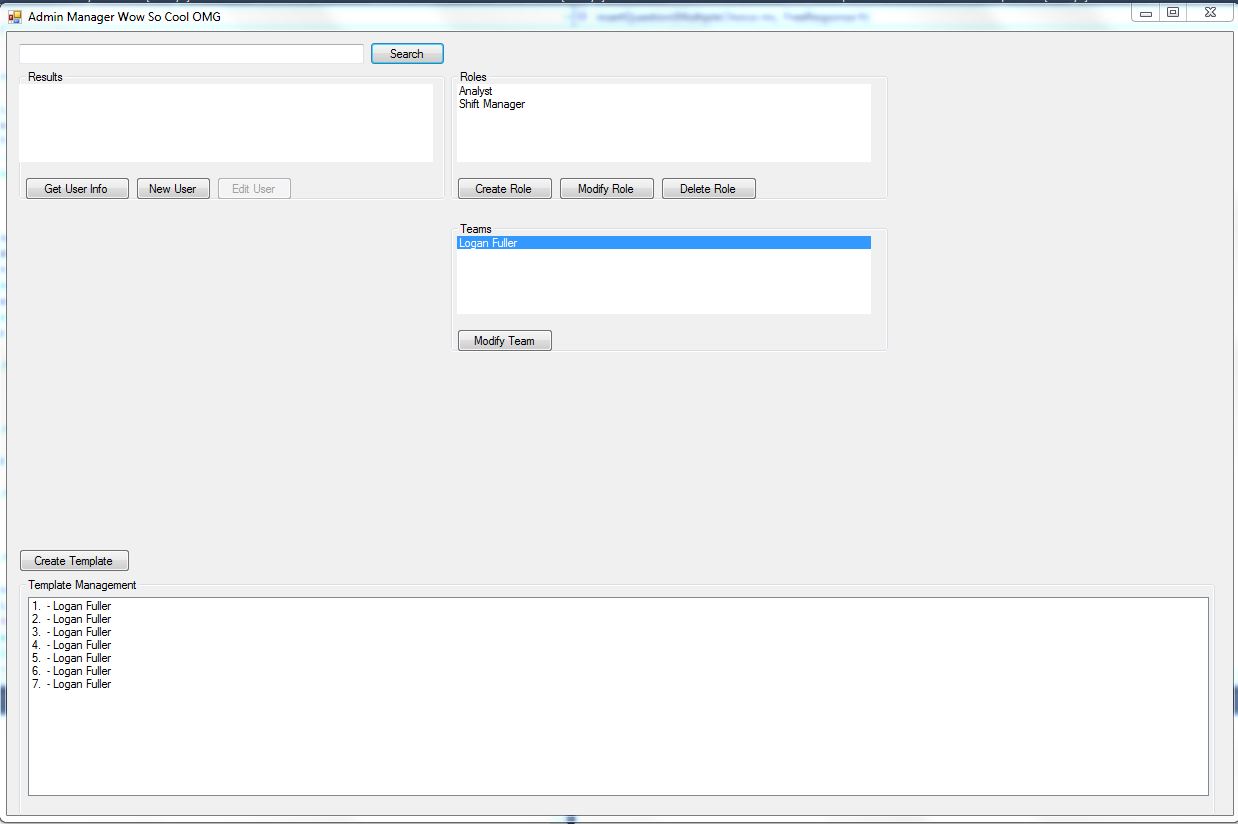 Admin Manager Wow So Cool OMG
Search
Results
Get User Info
New User
Edit User
Roles
Analyst
Shift Manager
Create Role
Modify Role
Delete Role
Teams
Logan Fuller
Modify Team
Create Template
Template Management
1. - Logan Fuller
2. - Logan Fuller
3. - Logan Fuller
4. - Logan Fuller
5. - Logan Fuller
6. - Logan Fuller
7. - Logan Fuller